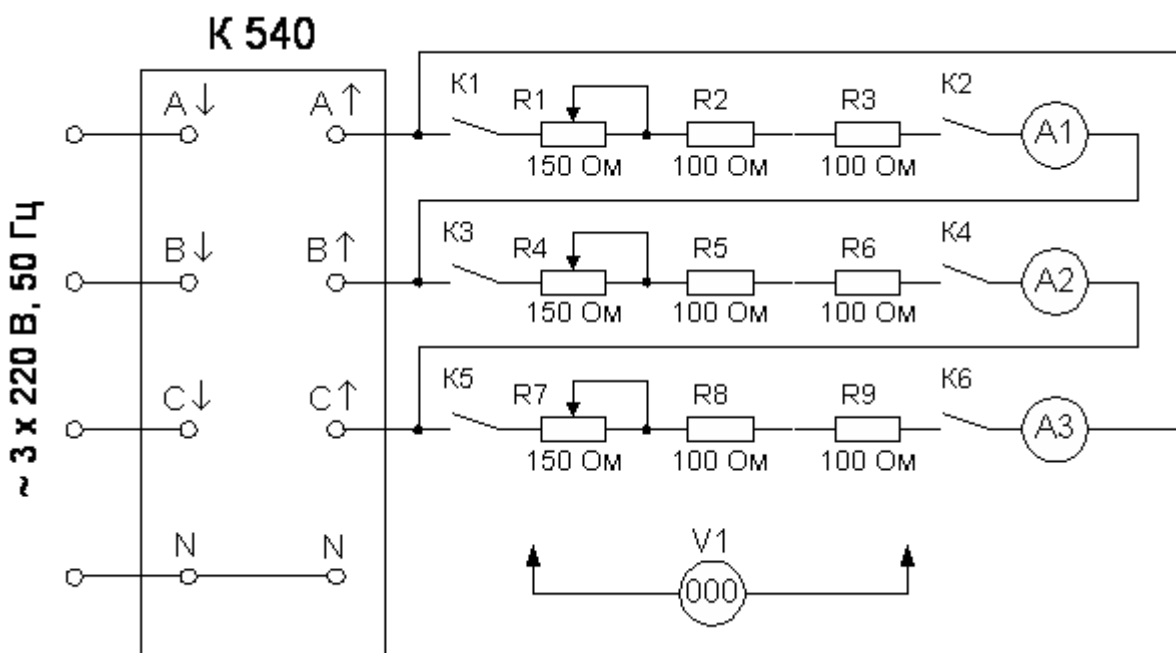 К 540
~ 3 x 220 В, 50 Гц
A↓ A↑
K1 R1 R2 R3 K2 A1
150 Ом 100 Ом 100 Ом
B↓ B↑
K3 R4 R5 R6 K4 A2
150 Ом 100 Ом 100 Ом
C↓ C↑
K5 R7 R8 R9 K6 A3
150 Ом 100 Ом 100 Ом
N N
V1
000